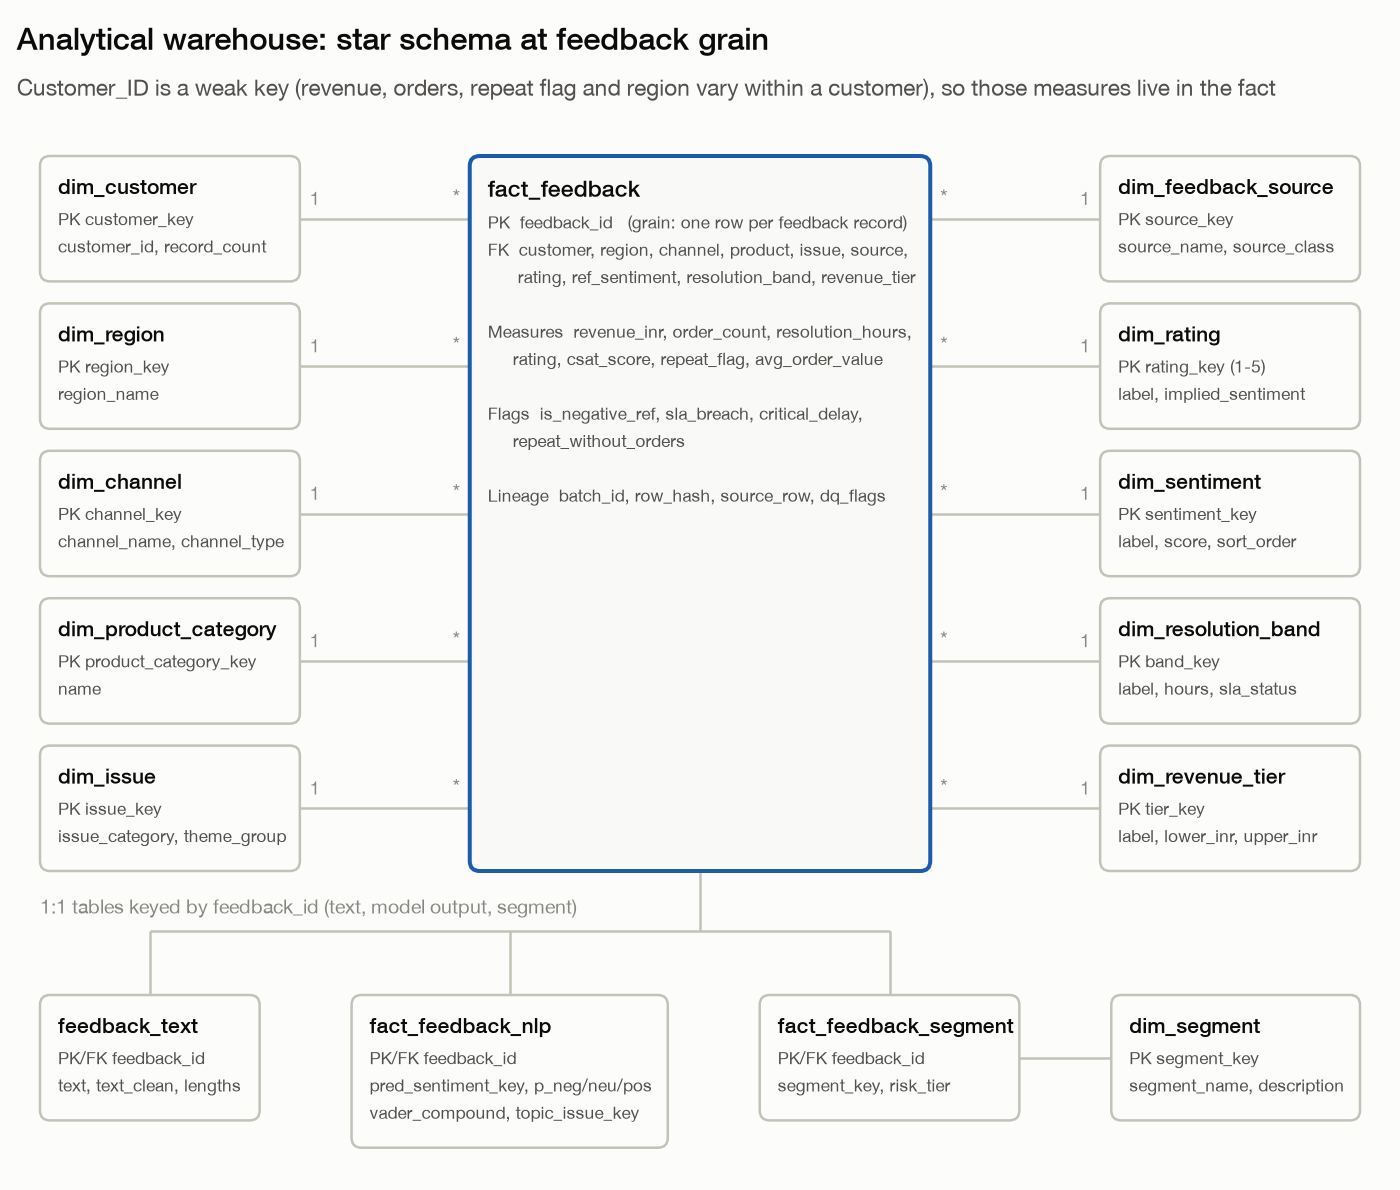 Analytical warehouse: star schema at feedback grain
Customer_ID is a weak key (revenue, orders, repeat flag and region vary within a customer), so those measures live in the fact
dim_customer
PK customer_key
customer_id, record_count
1
*
dim_region
PK region_key
region_name
1
*
dim_channel
PK channel_key
channel_name, channel_type
1
*
dim_product_category
PK product_category_key
name
1
*
dim_issue
PK issue_key
issue_category, theme_group
1
*
fact_feedback
PK feedback_id (grain: one row per feedback record)
FK customer, region, channel, product, issue, source,
rating, ref_sentiment, resolution_band, revenue_tier
Measures revenue_inr, order_count, resolution_hours,
rating, csat_score, repeat_flag, avg_order_value
Flags is_negative_ref, sla_breach, critical_delay,
repeat_without_orders
Lineage batch_id, row_hash, source_row, dq_flags
*
1
dim_feedback_source
PK source_key
source_name, source_class
*
1
dim_rating
PK rating_key (1-5)
label, implied_sentiment
*
1
dim_sentiment
PK sentiment_key
label, score, sort_order
*
1
dim_resolution_band
PK band_key
label, hours, sla_status
*
1
dim_revenue_tier
PK tier_key
label, lower_inr, upper_inr
1:1 tables keyed by feedback_id (text, model output, segment)
feedback_text
PK/FK feedback_id
text, text_clean, lengths
fact_feedback_nlp
PK/FK feedback_id
pred_sentiment_key, p_neg/neu/pos
vader_compound, topic_issue_key
fact_feedback_segment
PK/FK feedback_id
segment_key, risk_tier
dim_segment
PK segment_key
segment_name, description